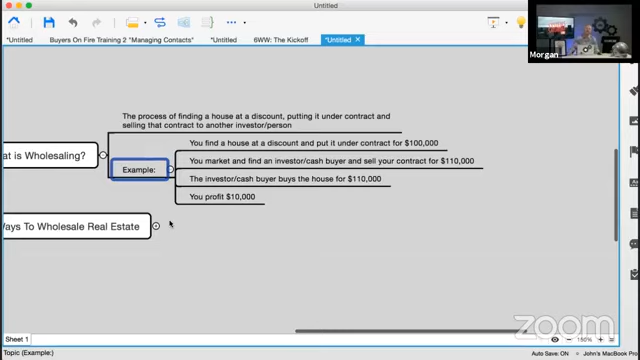 Untitled
*Untitled
Buyers On Fire Training 2 "Managing Contacts"
*Untitled
6WW: The Kickoff
*Untitled
Morgan
The process of finding a house at a discount, putting it under contract and
selling that contract to another investor/person
at is Wholesaling?
Example:
You find a house at a discount and put it under contract for $100,000
You market and find an investor/cash buyer and sell your contract for $110,000
The investor/cash buyer buys the house for $110,000
You profit $10,000
Ways To Wholesale Real Estate
zoom
Sheet 1
150%
Topic (Example:)
Auto Save: ON
John's MacBook Pro